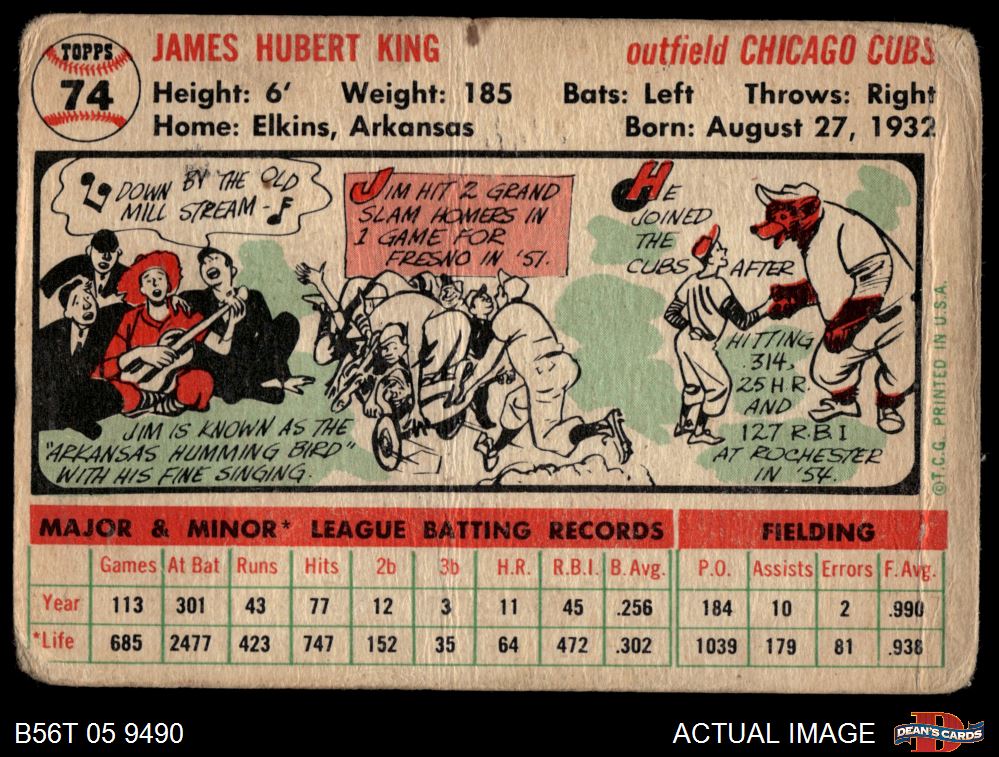 TOPPS
74
JAMES HUBERT KING
outfield CHICAGO CUBS
Height: 6' Weight: 185 Bats: Left Throws: Right
Home: Elkins, Arkansas Born: August 27, 1932
DOWN BY THE OLD
MILL STREAM -
JIM IS KNOWN AS THE
"ARKANSAS HUMMING BIRD"
WITH HIS FINE SINGING.
JIM HIT 2 GRAND
SLAM HOMERS IN
1 GAME FOR
FRESNO IN '51.
HE
JOINED
THE
CUBS AFTER
HITTING
.314,
25 H.R.
AND
127 R.B.I
AT ROCHESTER
IN '54.
©T.C.G. PRINTED IN U.S.A.
MAJOR & MINOR* LEAGUE BATTING RECORDS FIELDING
Games At Bat Runs Hits 2b 3b H.R. R.B.I. B. Avg. P.O. Assists Errors F. Avg.
Year 113 301 43 77 12 3 11 45 .256 184 10 2 .990
*Life 685 2477 423 747 152 35 64 472 .302 1039 179 81 .938
B56T 05 9490
ACTUAL IMAGE
DEAN'S CARDS